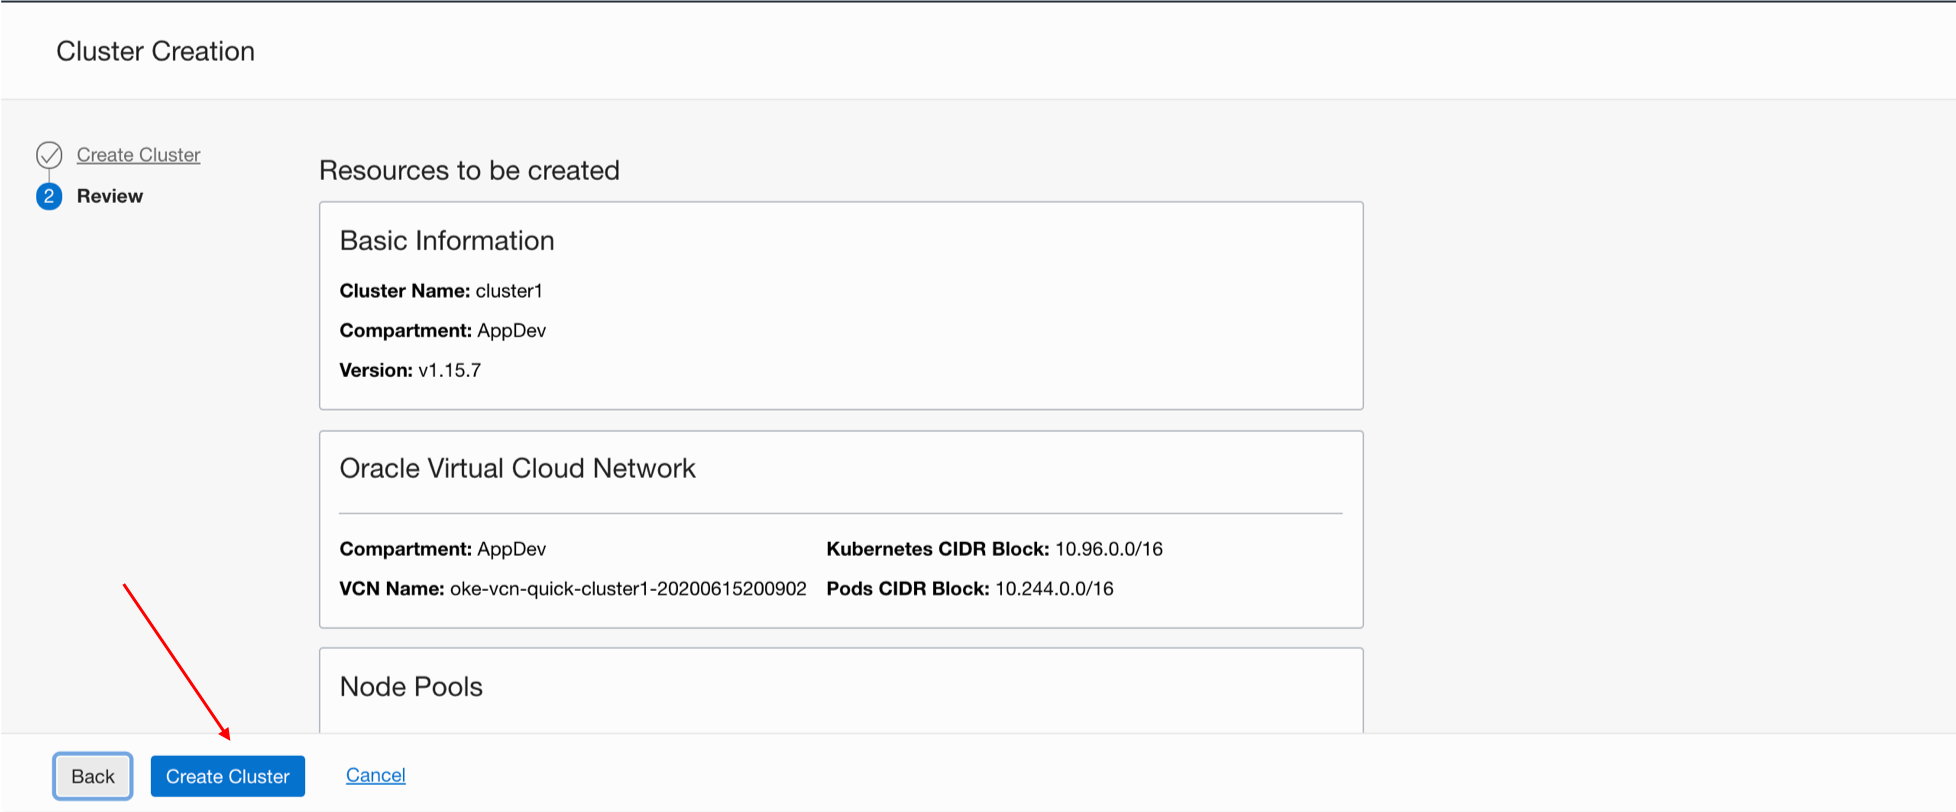 Cluster Creation
Create Cluster
2 Review
Resources to be created
Basic Information
Cluster Name: cluster1
Compartment: AppDev
Version: v1.15.7
Oracle Virtual Cloud Network
Compartment: AppDev
Kubernetes CIDR Block: 10.96.0.0/16
VCN Name: oke-vcn-quick-cluster1-20200615200902
Pods CIDR Block: 10.244.0.0/16
Node Pools
Back
Create Cluster
Cancel